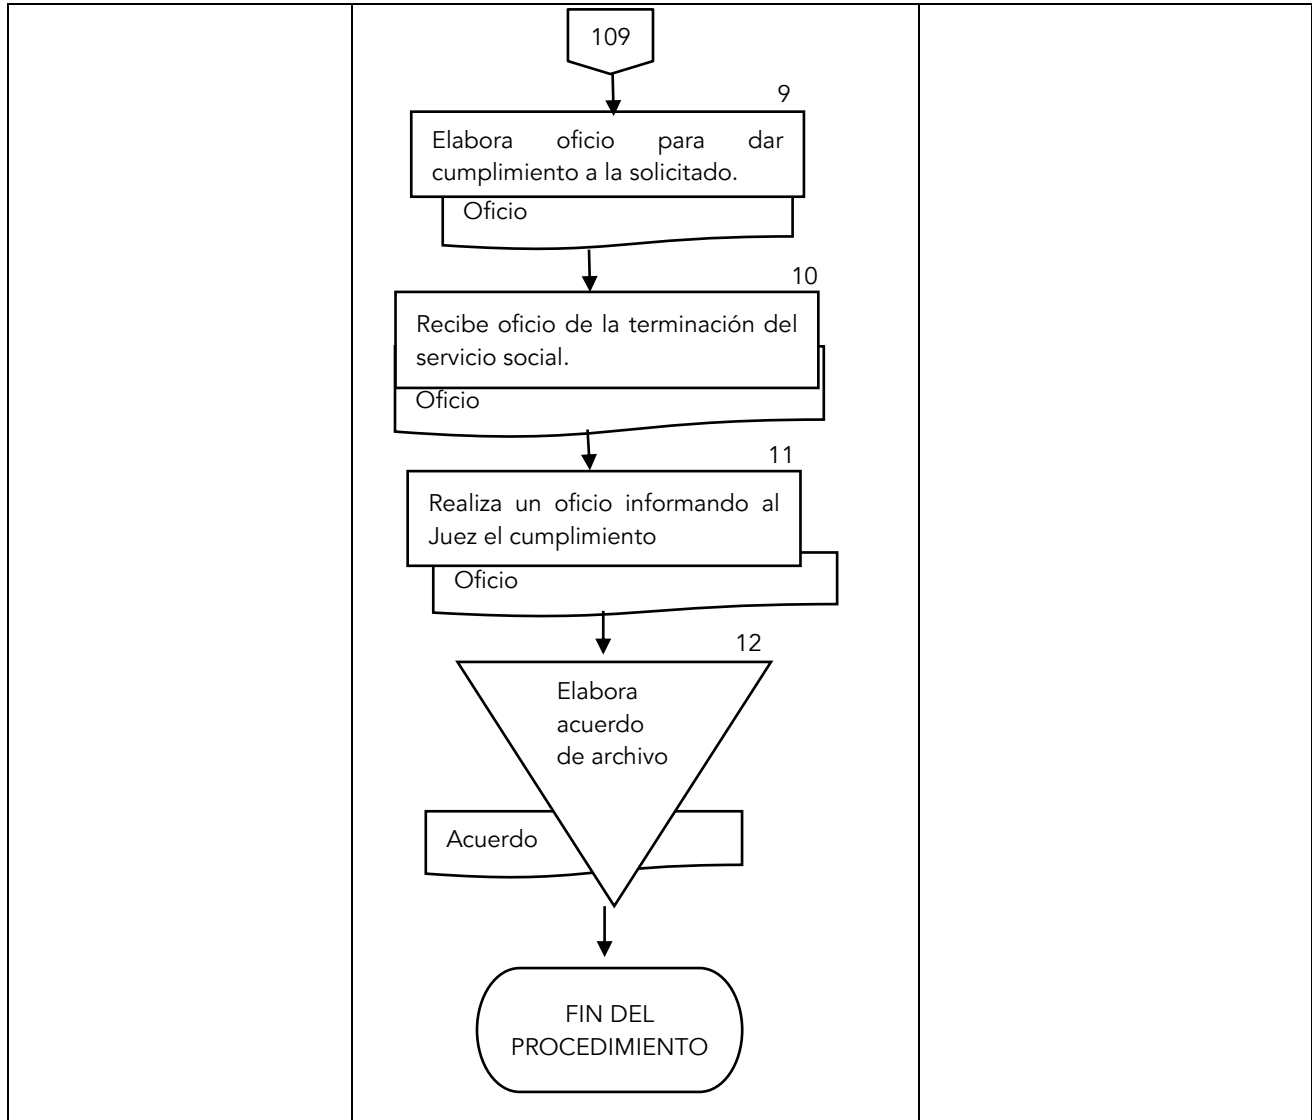 109
9
Elabora oficio para dar
cumplimiento a la solicitado.
Oficio
10
Recibe oficio de la terminación del
servicio social.
Oficio
11
Realiza un oficio informando al
Juez el cumplimiento
Oficio
12
Elabora
acuerdo
de archivo
Acuerdo
FIN DEL
PROCEDIMIENTO